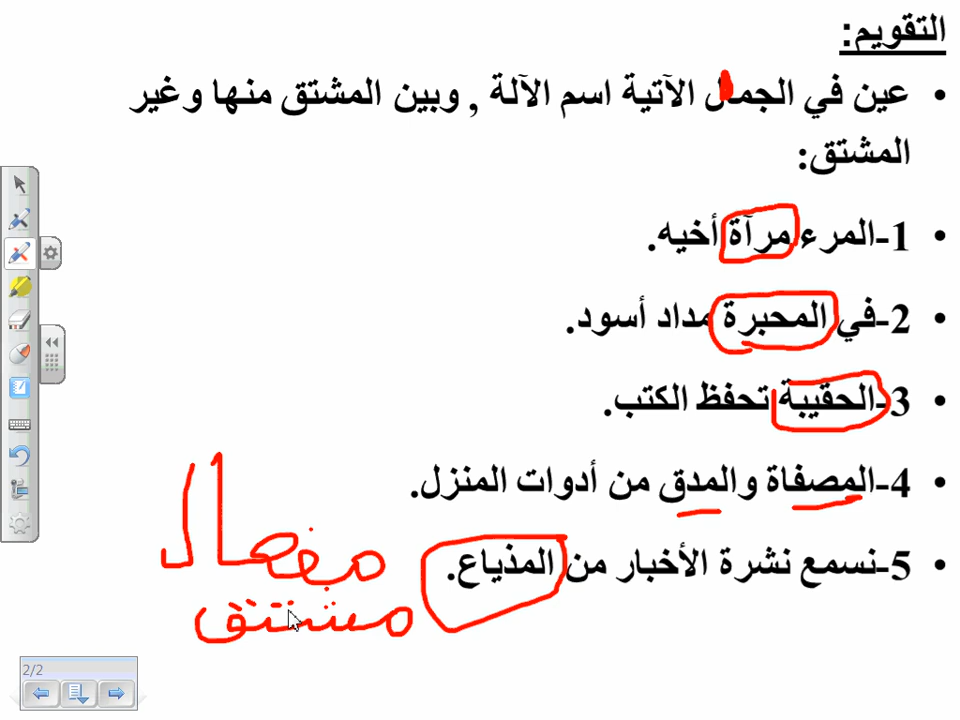 التقويم:
• عين في الجمل الآتية اسم الآلة , وبين المشتق منها وغير
المشتق:
• 1-المرء مرآة أخيه.
• 2-في المحبرة مداد أسود.
• 3-الحقيبة تحفظ الكتب.
• 4-المصفاة والمدق من أدوات المنزل.
• 5-نسمع نشرة الأخبار من المذياع.
مفعال
مشتق
2/2